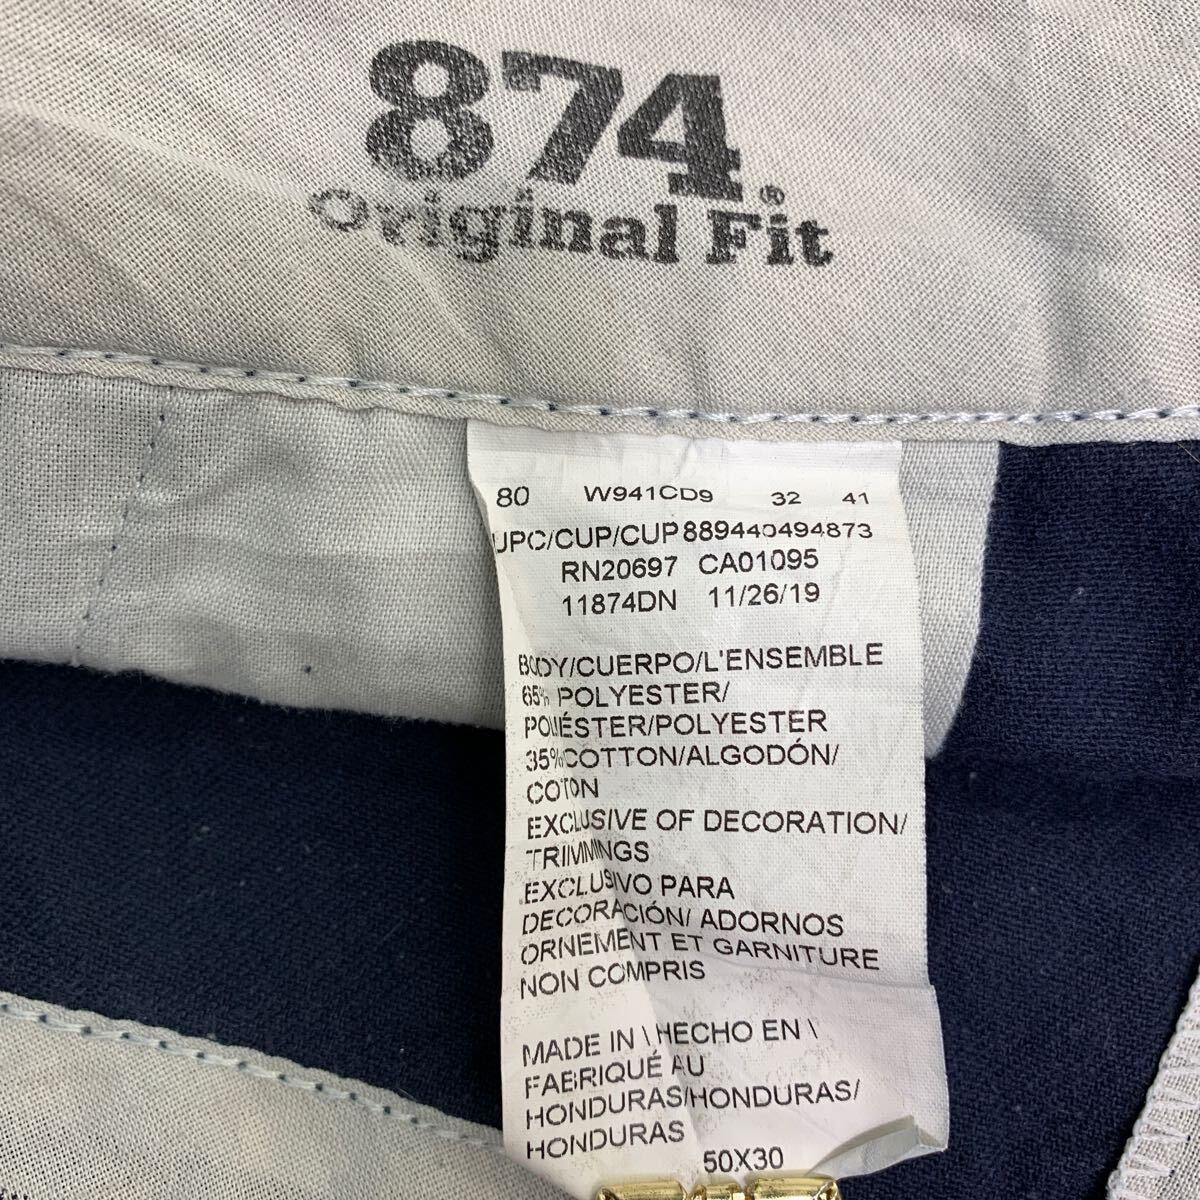 874®
Original Fit
80 W941CD9 32 41
UPC/CUP/CUP 889440494873
RN20697 CA01095
11874DN 11/26/19
BODY/CUERPO/L'ENSEMBLE
65% POLYESTER/
POLIÉSTER/POLYESTER
35%COTTON/ALGODÓN/
COTON
EXCLUSIVE OF DECORATION/
TRIMMINGS
EXCLUSIVO PARA
DECORACIÓN/ ADORNOS
ORNEMENT ET GARNITURE
NON COMPRIS
MADE IN \ HECHO EN \
FABRIQUÉ AU
HONDURAS/HONDURAS/
HONDURAS
50X30